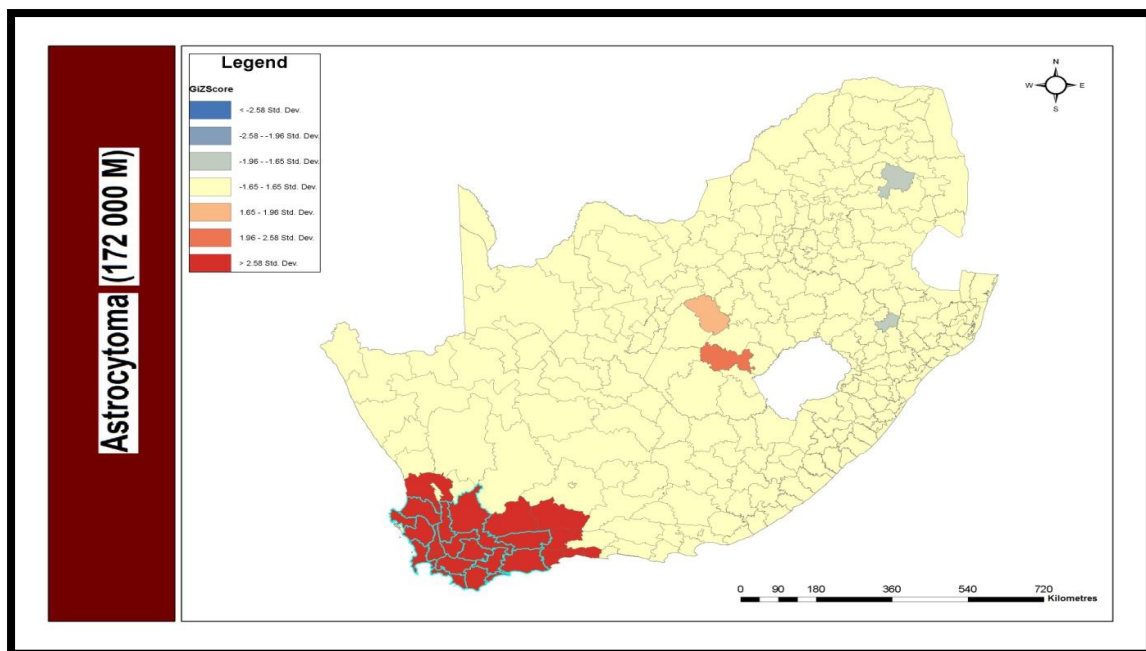 Astrocytoma (172 000 M)
Legend
GiZScore
< -2.58 Std. Dev.
-2.58 - -1.96 Std. Dev.
-1.96 - -1.65 Std. Dev.
-1.65 - 1.65 Std. Dev.
1.65 - 1.96 Std. Dev.
1.96 - 2.58 Std. Dev.
> 2.58 Std. Dev.
N
W E
S
0 90 180 360 540 720
Kilometres